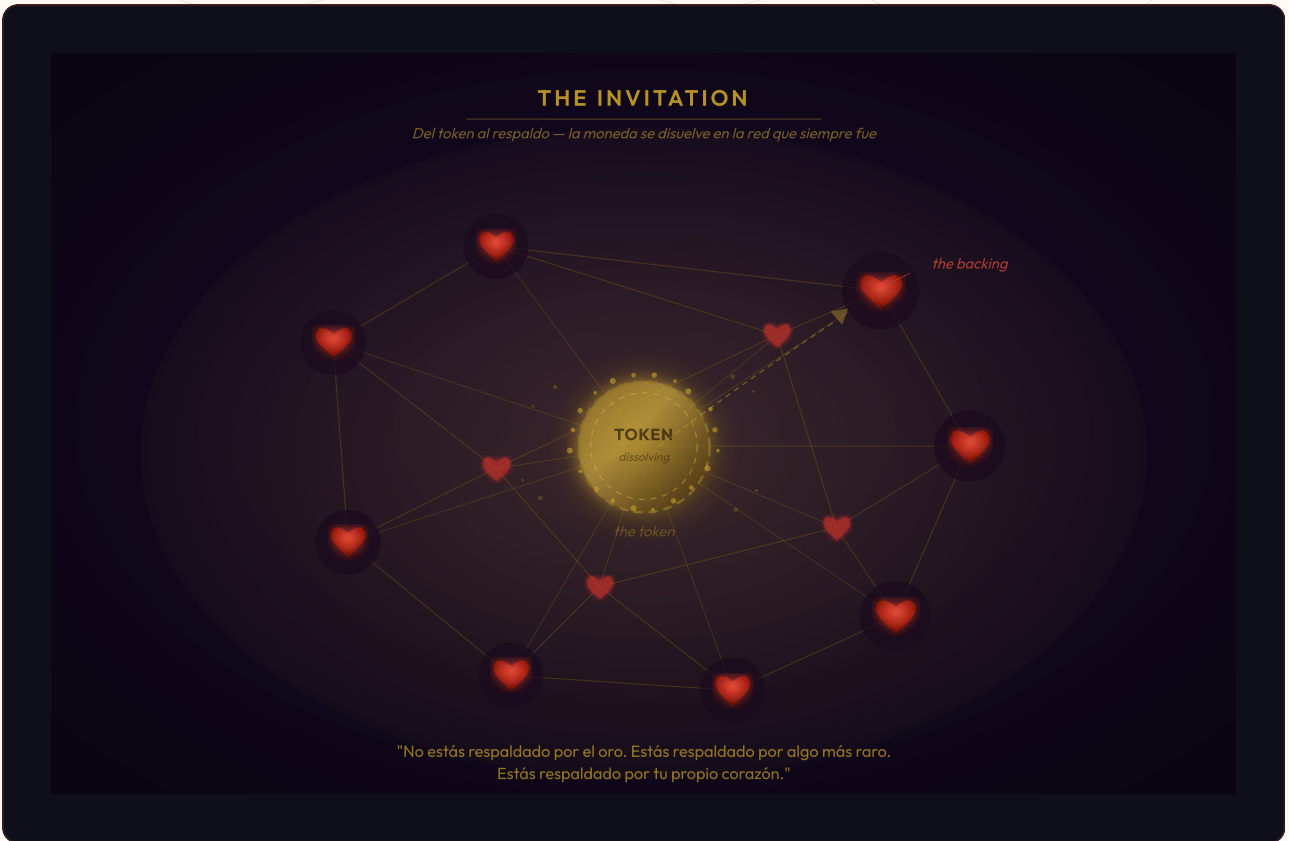 THE INVITATION
Del token al respaldo — la moneda se disuelve en la red que siempre fue
the backing
TOKEN
dissolving
the token
"No estás respaldado por el oro. Estás respaldado por algo más raro.
Estás respaldado por tu propio corazón."